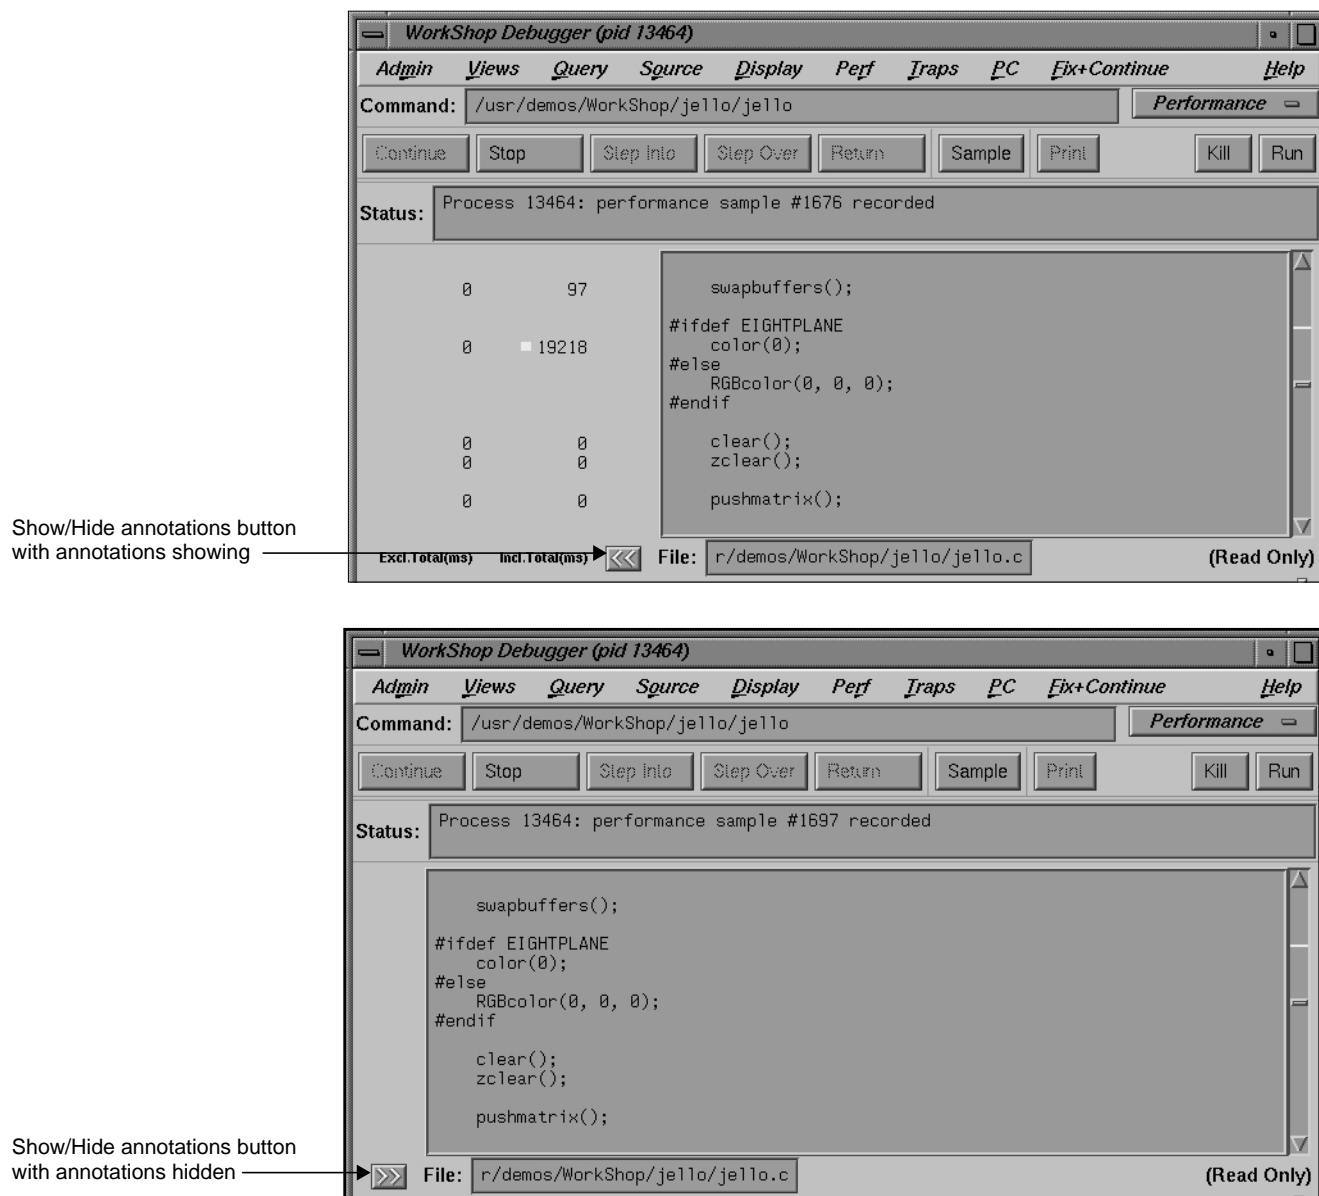 WorkShop Debugger (pid 13464)
Admin Views Query Source Display Perf Traps PC Fix+Continue Help
Command: /usr/demos/WorkShop/jello/jello Performance
Continue Stop Step Into Step Over Return Sample Print Kill Run
Status: Process 13464: performance sample #1676 recorded
0 97 swapbuffers();
#ifdef EIGHTPLANE
0 19218 color(0);
#else
RGBcolor(0, 0, 0);
#endif
0 0 clear();
0 0 zclear();
0 0 pushmatrix();
Show/Hide annotations button
with annotations showing
Excl.Total(ms) Incl.Total(ms) << File: r/demos/WorkShop/jello/jello.c (Read Only)
WorkShop Debugger (pid 13464)
Admin Views Query Source Display Perf Traps PC Fix+Continue Help
Command: /usr/demos/WorkShop/jello/jello Performance
Continue Stop Step Into Step Over Return Sample Print Kill Run
Status: Process 13464: performance sample #1697 recorded
swapbuffers();
#ifdef EIGHTPLANE
color(0);
#else
RGBcolor(0, 0, 0);
#endif
clear();
zclear();
pushmatrix();
Show/Hide annotations button
with annotations hidden
>> File: r/demos/WorkShop/jello/jello.c (Read Only)